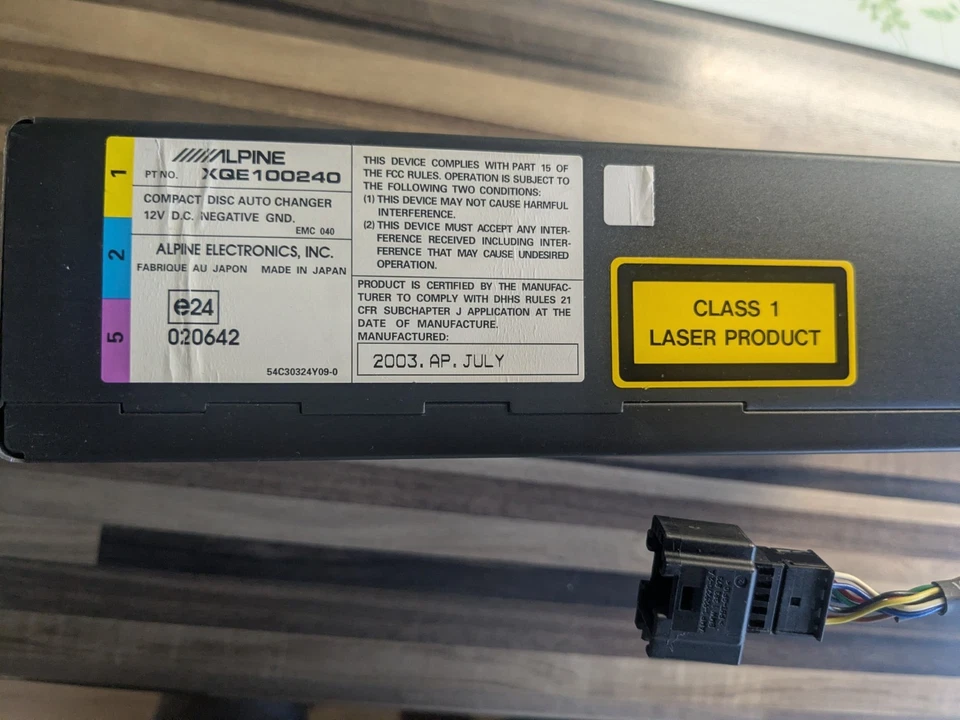 1
2
5
ALPINE
PT NO. XQE100240
COMPACT DISC AUTO CHANGER
12V D.C. NEGATIVE GND.
EMC 040
ALPINE ELECTRONICS, INC.
FABRIQUE AU JAPON MADE IN JAPAN
e24
020642
54C30324Y09-0
THIS DEVICE COMPLIES WITH PART 15 OF
THE FCC RULES. OPERATION IS SUBJECT TO
THE FOLLOWING TWO CONDITIONS:
(1) THIS DEVICE MAY NOT CAUSE HARMFUL
INTERFERENCE.
(2) THIS DEVICE MUST ACCEPT ANY INTER-
FERENCE RECEIVED INCLUDING INTER-
FERENCE THAT MAY CAUSE UNDESIRED
OPERATION.
PRODUCT IS CERTIFIED BY THE MANUFAC-
TURER TO COMPLY WITH DHHS RULES 21
CFR SUBCHAPTER J APPLICATION AT THE
DATE OF MANUFACTURE.
MANUFACTURED:
2003. AP. JULY
CLASS 1
LASER PRODUCT